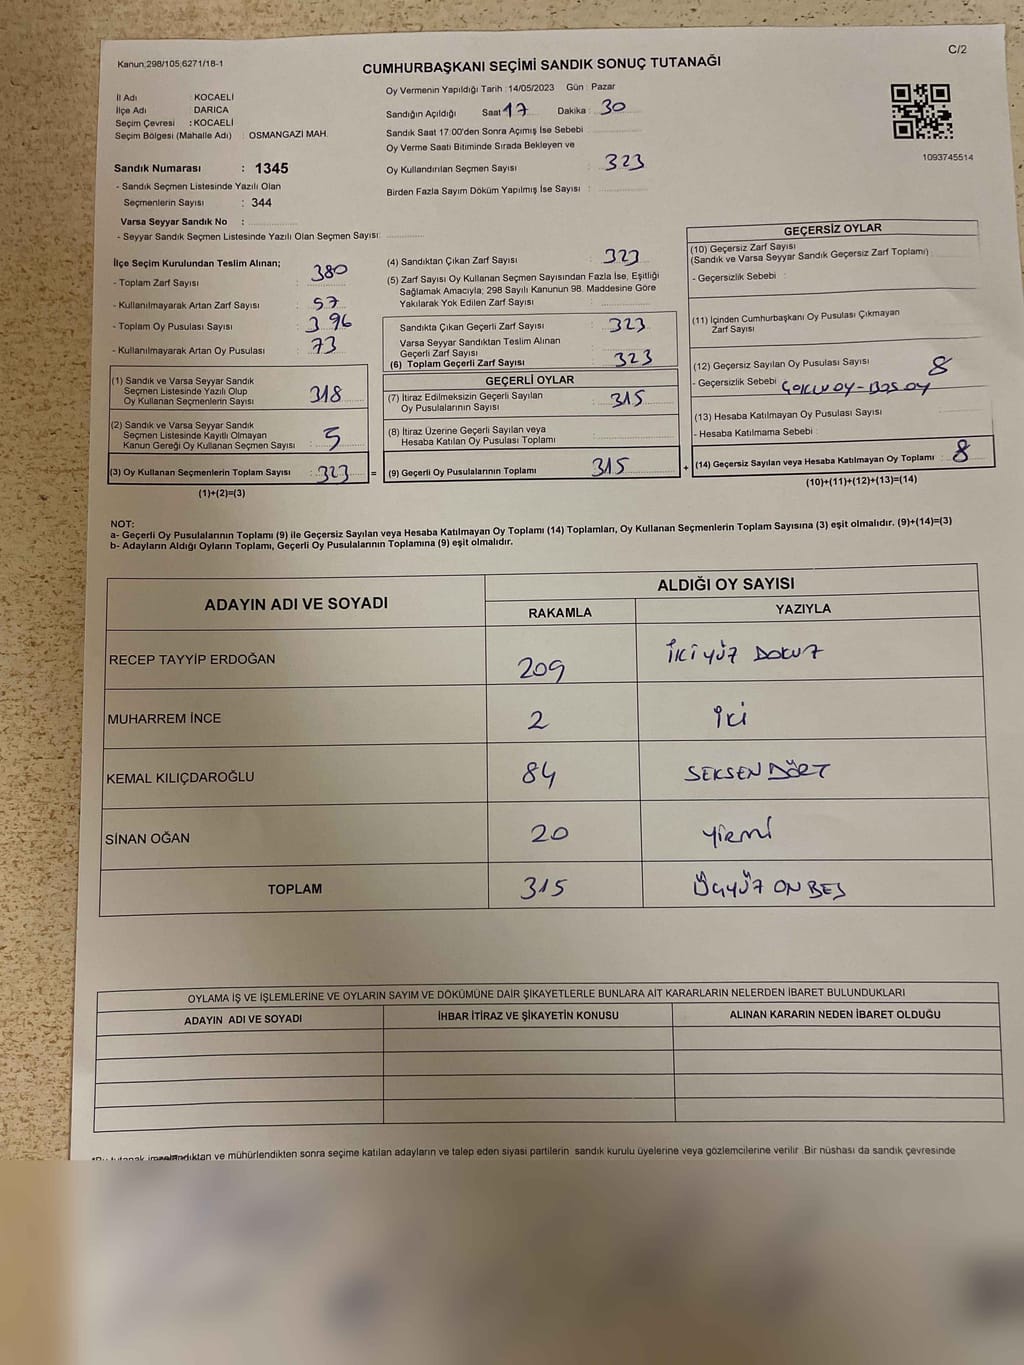 Kanun;298/105,6271/18-1
C/2
CUMHURBAŞKANI SEÇİMİ SANDIK SONUÇ TUTANAĞI
İl Adı : KOCAELİ
İlçe Adı : DARICA
Seçim Çevresi : KOCAELİ
Seçim Bölgesi (Mahalle Adı) : OSMANGAZI MAH.
Sandık Numarası : 1345
- Sandık Seçmen Listesinde Yazılı Olan
Seçmenlerin Sayısı : 344
Varsa Seyyar Sandık No :
- Seyyar Sandık Seçmen Listesinde Yazılı Olan Seçmen Sayısı:
Oy Vermenin Yapıldığı Tarih : 14/05/2023 Gün : Pazar
Sandığın Açıldığı Saat 17 Dakika : 30
Sandık Saat 17:00'den Sonra Açımış İse Sebebi
Oy Verme Saati Bitiminde Sırada Bekleyen ve
Oy Kullandırılan Seçmen Sayısı : 323
Birden Fazla Sayım Döküm Yapılmış İse Sayısı :
1093745514
İlçe Seçim Kurulundan Teslim Alınan;
- Toplam Zarf Sayısı : 380
- Kullanılmayarak Artan Zarf Sayısı : 57
- Toplam Oy Pusulası Sayısı : 396
- Kullanılmayarak Artan Oy Pusulası : 73
(1) Sandık ve Varsa Seyyar Sandık
Seçmen Listesinde Yazılı Olup
Oy Kullanan Seçmenlerin Sayısı : 318
(2) Sandık ve Varsa Seyyar Sandık
Seçmen Listesinde Kayıtlı Olmayan
Kanun Gereği Oy Kullanan Seçmen Sayısı : 5
(3) Oy Kullanan Seçmenlerin Toplam Sayısı : 323 =
(1)+(2)=(3)
(4) Sandıktan Çıkan Zarf Sayısı : 323
(5) Zarf Sayısı Oy Kullanan Seçmen Sayısından Fazla İse, Eşitliği
Sağlamak Amacıyla; 298 Sayılı Kanunun 98. Maddesine Göre
Yakılarak Yok Edilen Zarf Sayısı :
Sandıkta Çıkan Geçerli Zarf Sayısı : 323
Varsa Seyyar Sandıktan Teslim Alınan
Geçerli Zarf Sayısı :
(6) Toplam Geçerli Zarf Sayısı : 323
GEÇERLİ OYLAR
(7) İtiraz Edilmeksizin Geçerli Sayılan
Oy Pusulalarının Sayısı : 315
(8) İtiraz Üzerine Geçerli Sayılan veya
Hesaba Katılan Oy Pusulası Toplamı :
(9) Geçerli Oy Pusulalarının Toplamı : 315 +
GEÇERSİZ OYLAR
(10) Geçersiz Zarf Sayısı
(Sandık ve Varsa Seyyar Sandık Geçersiz Zarf Toplamı) :
- Geçersizlik Sebebi :
(11) İçinden Cumhurbaşkanı Oy Pusulası Çıkmayan
Zarf Sayısı :
(12) Geçersiz Sayılan Oy Pusulası Sayısı : 8
- Geçersizlik Sebebi : ÇOKLU OY - BOŞ OY
(13) Hesaba Katılmayan Oy Pusulası Sayısı :
- Hesaba Katılmama Sebebi :
(14) Geçersiz Sayılan veya Hesaba Katılmayan Oy Toplamı : 8
(10)+(11)+(12)+(13)=(14)
NOT:
a- Geçerli Oy Pusulalarının Toplamı (9) ile Geçersiz Sayılan veya Hesaba Katılmayan Oy Toplamı (14) Toplamları, Oy Kullanan Seçmenlerin Toplam Sayısına (3) eşit olmalıdır. (9)+(14)=(3)
b- Adayların Aldığı Oyların Toplamı, Geçerli Oy Pusulalarının Toplamına (9) eşit olmalıdır.
ADAYIN ADI VE SOYADI ALDIĞI OY SAYISI
RAKAMLA YAZIYLA
RECEP TAYYİP ERDOĞAN 209 İKİYÜZ DOKUZ
MUHARREM İNCE 2 İki
KEMAL KILIÇDAROĞLU 84 SEKSEN DÖRT
SİNAN OĞAN 20 yirmi
TOPLAM 315 ÜÇYÜZ ON BEŞ
OYLAMA İŞ VE İŞLEMLERİNE VE OYLARIN SAYIM VE DÖKÜMÜNE DAİR ŞİKAYETLERLE BUNLARA AİT KARARLARIN NELERDEN İBARET BULUNDUKLARI
ADAYIN ADI VE SOYADI İHBAR İTİRAZ VE ŞİKAYETİN KONUSU ALINAN KARARIN NEDEN İBARET OLDUĞU
*Bu tutanak imzalandıktan ve mühürlendikten sonra seçime katılan adayların ve talep eden siyasi partilerin sandık kurulu üyelerine veya gözlemcilerine verilir .Bir nüshası da sandık çevresinde